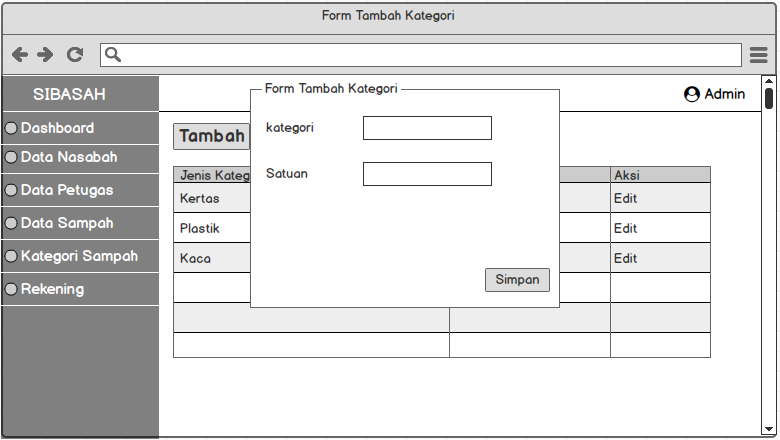 Form Tambah Kategori
SIBASAH
Admin
Dashboard
Data Nasabah
Data Petugas
Data Sampah
Kategori Sampah
Rekening
Tambah
Jenis Kateg
Aksi
Kertas
Edit
Plastik
Edit
Kaca
Edit
Form Tambah Kategori
kategori
Satuan
Simpan